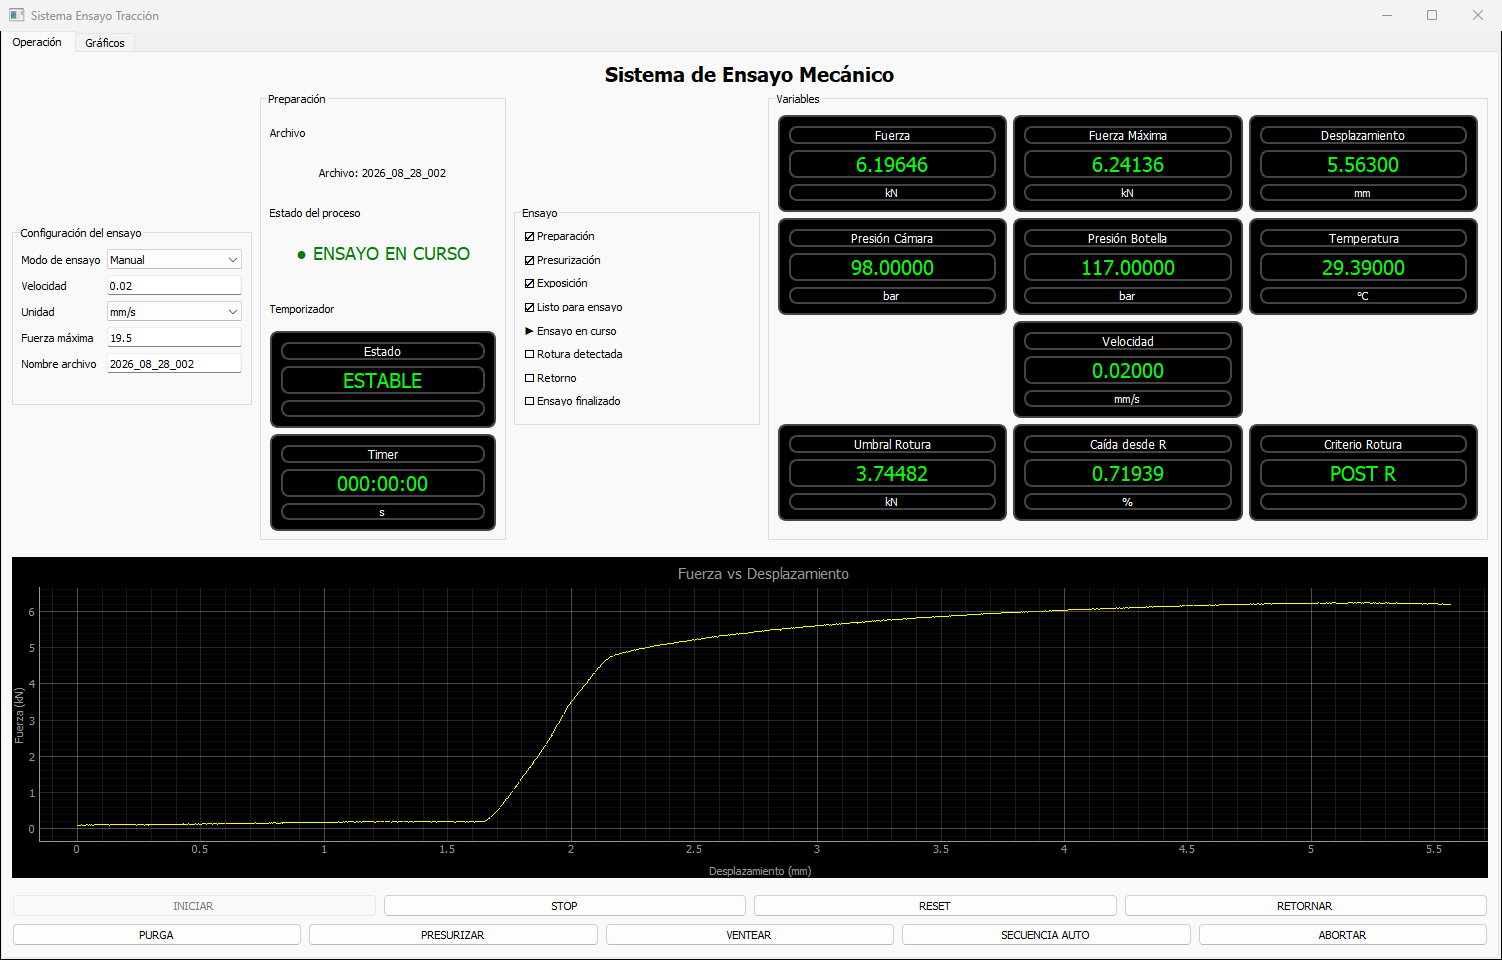 Sistema Ensayo Tracción
Operación
Gráficos
Sistema de Ensayo Mecánico
Configuración del ensayo
Modo de ensayo Manual
Velocidad 0.02
Unidad mm/s
Fuerza máxima 19.5
Nombre archivo 2026_08_28_002
Preparación
Archivo
Archivo: 2026_08_28_002
Estado del proceso
● ENSAYO EN CURSO
Temporizador
Estado
ESTABLE
Timer
000:00:00
s
Ensayo
☑ Preparación
☑ Presurización
☑ Exposición
☑ Listo para ensayo
▶ Ensayo en curso
☐ Rotura detectada
☐ Retorno
☐ Ensayo finalizado
Variables
Fuerza
6.19646
kN
Fuerza Máxima
6.24136
kN
Desplazamiento
5.56300
mm
Presión Cámara
98.00000
bar
Presión Botella
117.00000
bar
Temperatura
29.39000
°C
Velocidad
0.02000
mm/s
Umbral Rotura
3.74482
kN
Caída desde R
0.71939
%
Criterio Rotura
POST R
Fuerza vs Desplazamiento
Fuerza (kN)
6
5
4
3
2
1
0
0 0.5 1 1.5 2 2.5 3 3.5 4 4.5 5 5.5
Desplazamiento (mm)
INICIAR
STOP
RESET
RETORNAR
PURGA
PRESURIZAR
VENTEAR
SECUENCIA AUTO
ABORTAR